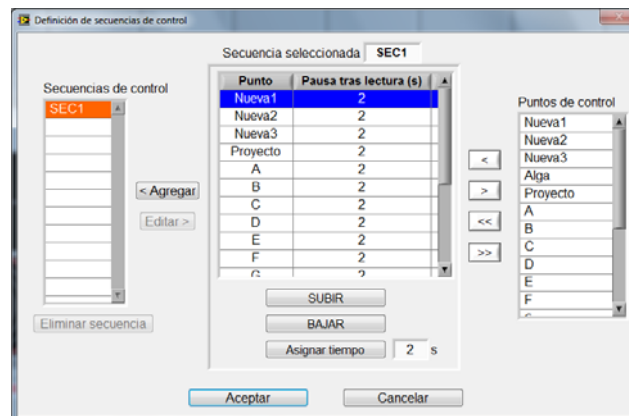 Definición de secuencias de control
Secuencia seleccionada SEC1
Secuencias de control
SEC1
< Agregar
Editar >
Eliminar secuencia
Punto Pausa tras lectura (s)
Nueva1 2
Nueva2 2
Nueva3 2
Proyecto 2
A 2
B 2
C 2
D 2
E 2
F 2
G 2
SUBIR
BAJAR
Asignar tiempo 2 s
<
>
<<
>>
Puntos de control
Nueva1
Nueva2
Nueva3
Alga
Proyecto
A
B
C
D
E
F
Aceptar
Cancelar